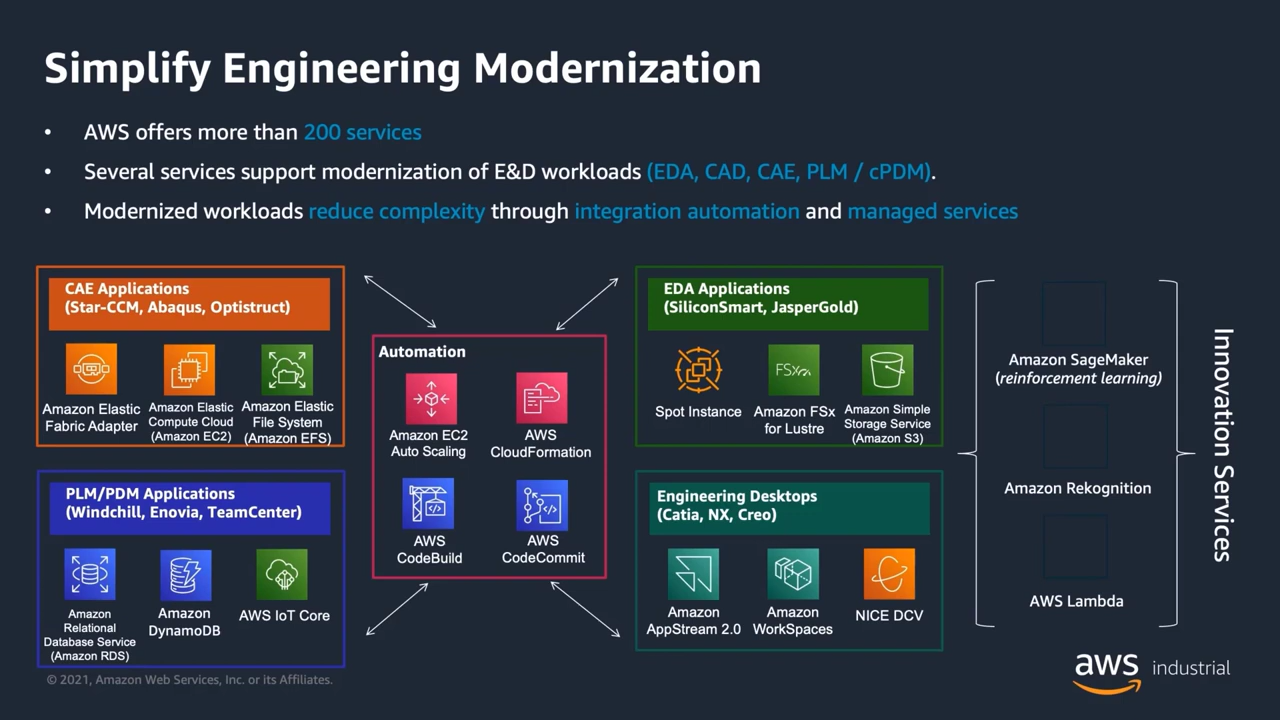 Simplify Engineering Modernization
• AWS offers more than 200 services
• Several services support modernization of E&D workloads (EDA, CAD, CAE, PLM / cPDM).
• Modernized workloads reduce complexity through integration automation and managed services
CAE Applications
(Star-CCM, Abaqus, Optistruct)
Amazon Elastic
Fabric Adapter
Amazon Elastic
Compute Cloud
(Amazon EC2)
Amazon Elastic
File System
(Amazon EFS)
PLM/PDM Applications
(Windchill, Enovia, TeamCenter)
Amazon
Relational
Database Service
(Amazon RDS)
Amazon
DynamoDB
AWS IoT Core
Automation
Amazon EC2
Auto Scaling
AWS
CloudFormation
AWS
CodeBuild
AWS
CodeCommit
EDA Applications
(SiliconSmart, JasperGold)
Spot Instance
FSx
Amazon FSx
for Lustre
Amazon Simple
Storage Service
(Amazon S3)
Engineering Desktops
(Catia, NX, Creo)
Amazon
AppStream 2.0
Amazon
WorkSpaces
NICE DCV
Amazon SageMaker
(reinforcement learning)
Amazon Rekognition
AWS Lambda
Innovation Services
© 2021, Amazon Web Services, Inc. or its Affiliates.
aws industrial